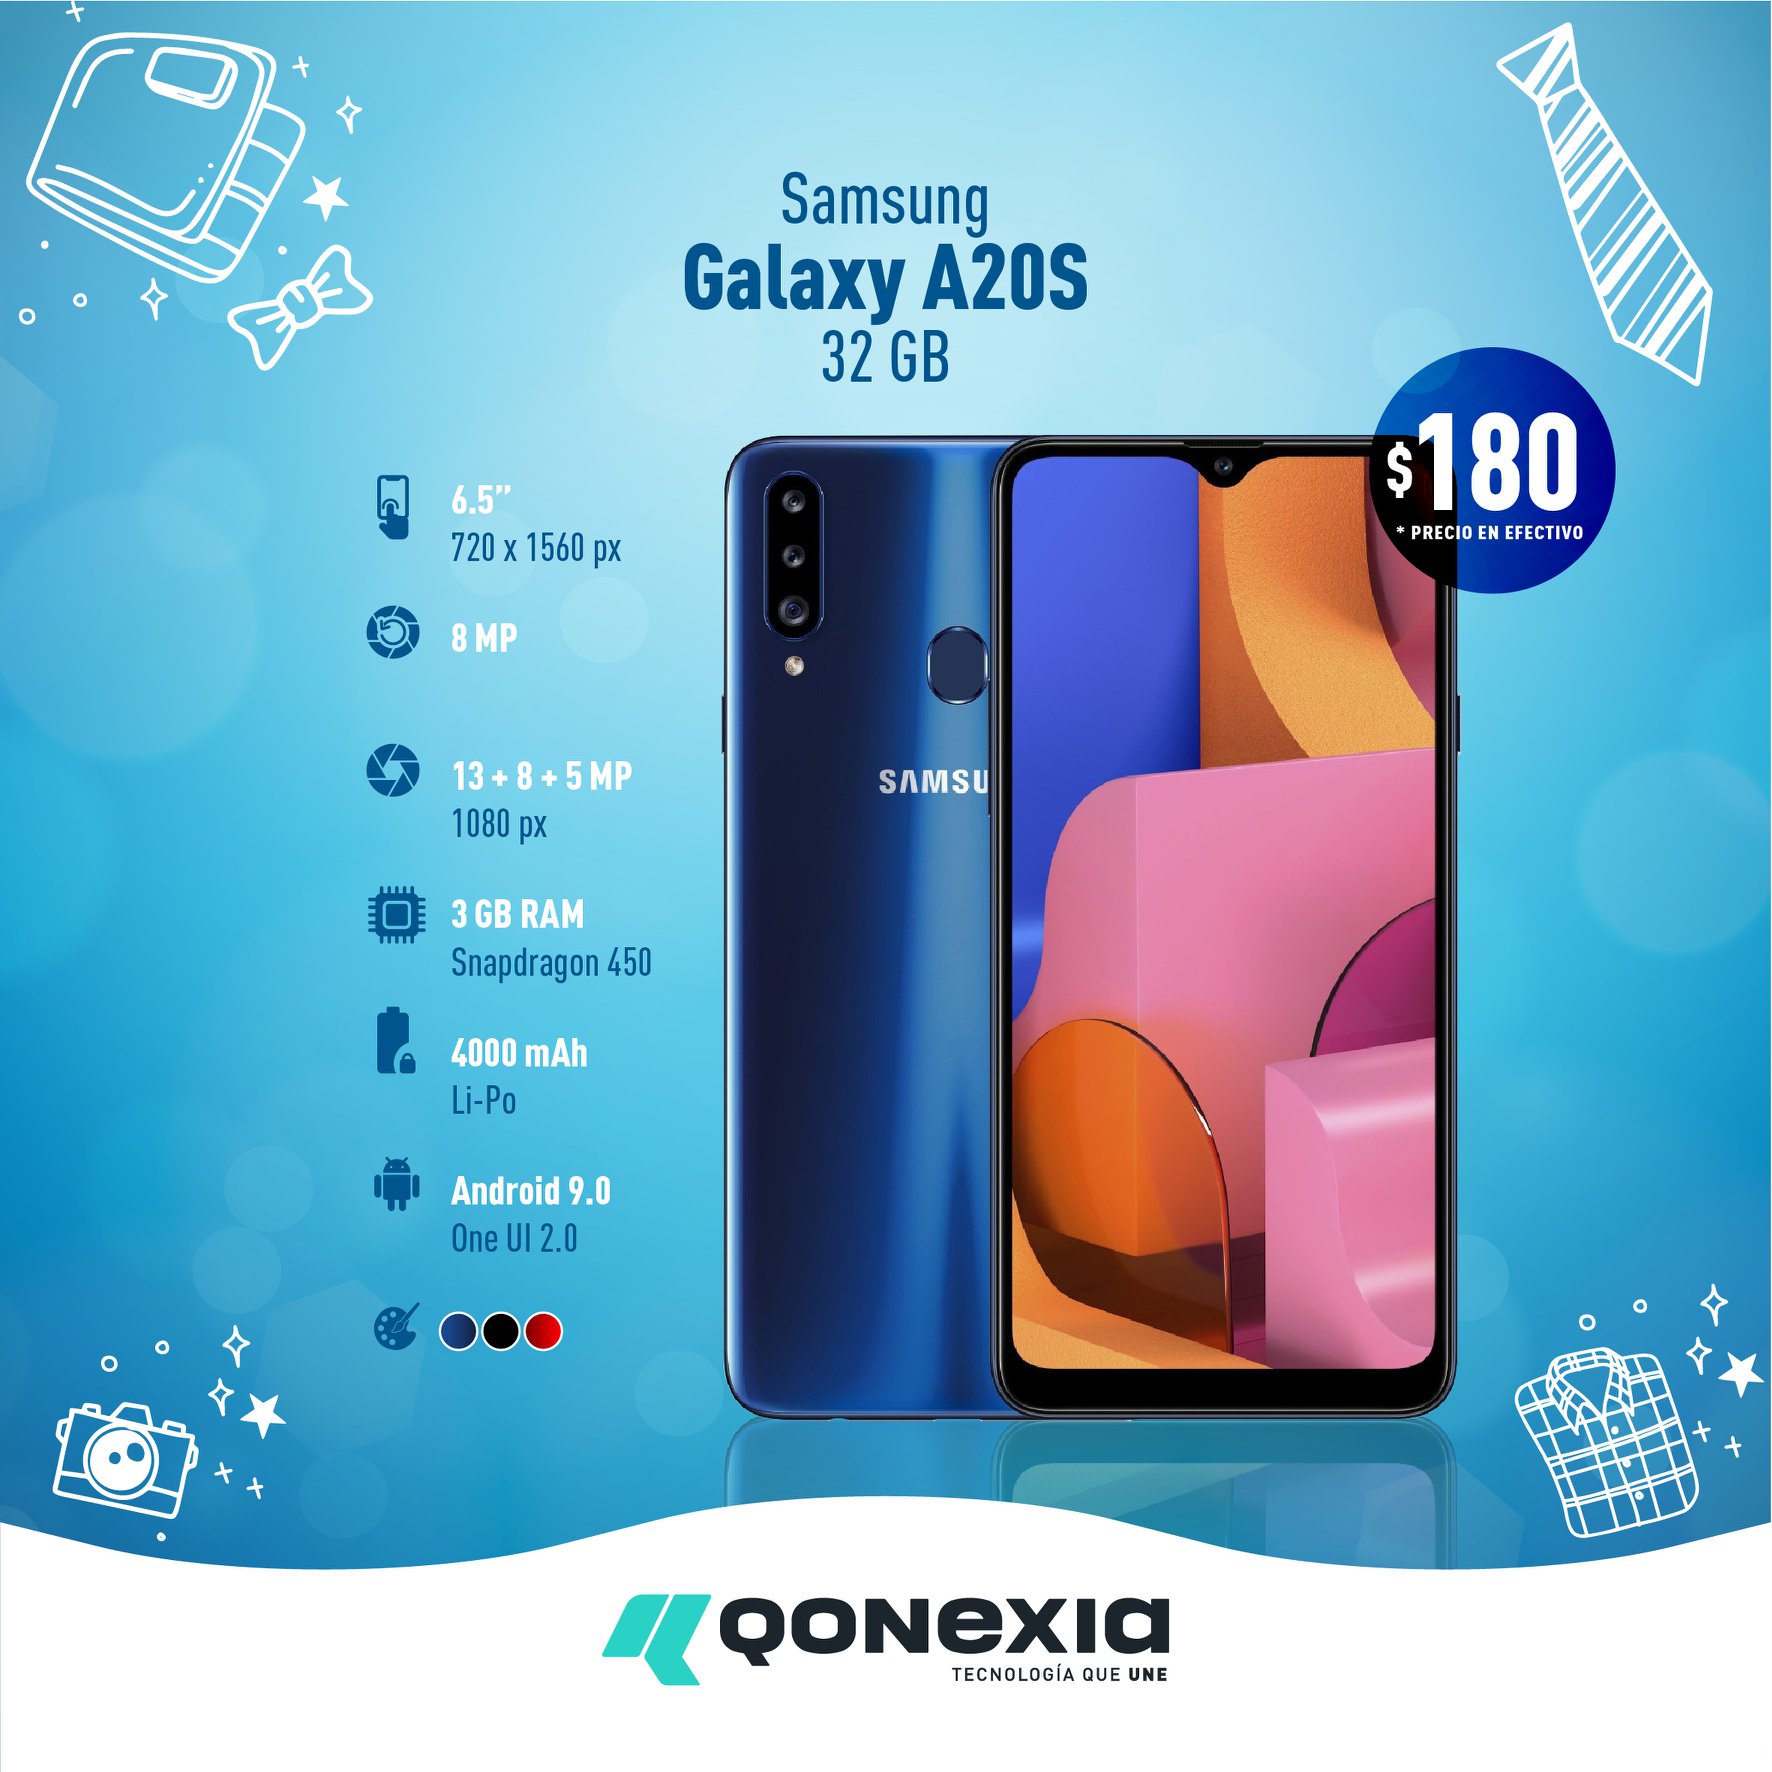 Samsung
Galaxy A20S
32 GB
$180
* PRECIO EN EFECTIVO
6.5”
720 x 1560 px
8 MP
13 + 8 + 5 MP
1080 px
3 GB RAM
Snapdragon 450
4000 mAh
Li-Po
Android 9.0
One UI 2.0
SAMSU
QONEXIA
TECNOLOGÍA QUE UNE